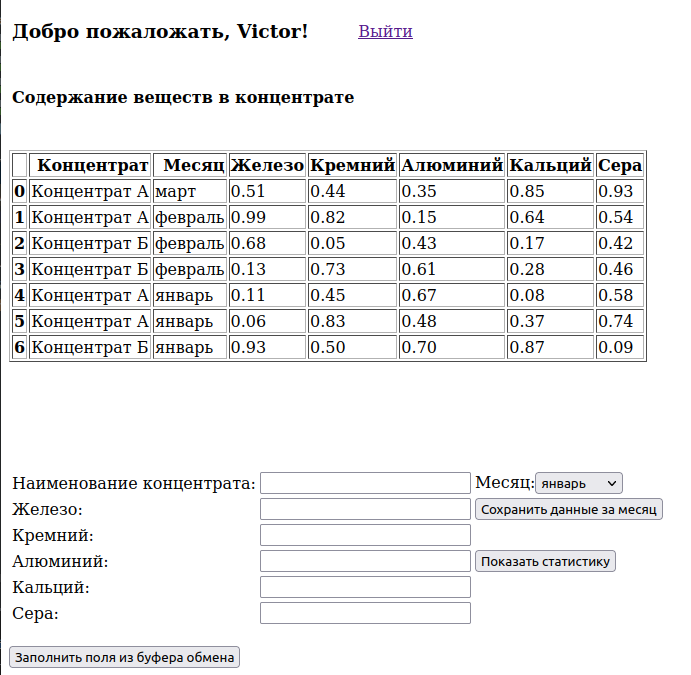 Добро пожаложать, Victor! Выйти
Содержание веществ в концентрате
Концентрат Месяц Железо Кремний Алюминий Кальций Сера
0 Концентрат А март 0.51 0.44 0.35 0.85 0.93
1 Концентрат А февраль 0.99 0.82 0.15 0.64 0.54
2 Концентрат Б февраль 0.68 0.05 0.43 0.17 0.42
3 Концентрат Б февраль 0.13 0.73 0.61 0.28 0.46
4 Концентрат А январь 0.11 0.45 0.67 0.08 0.58
5 Концентрат А январь 0.06 0.83 0.48 0.37 0.74
6 Концентрат Б январь 0.93 0.50 0.70 0.87 0.09
Наименование концентрата: Месяц: январь
Железо: Сохранить данные за месяц
Кремний:
Алюминий: Показать статистику
Кальций:
Сера:
Заполнить поля из буфера обмена